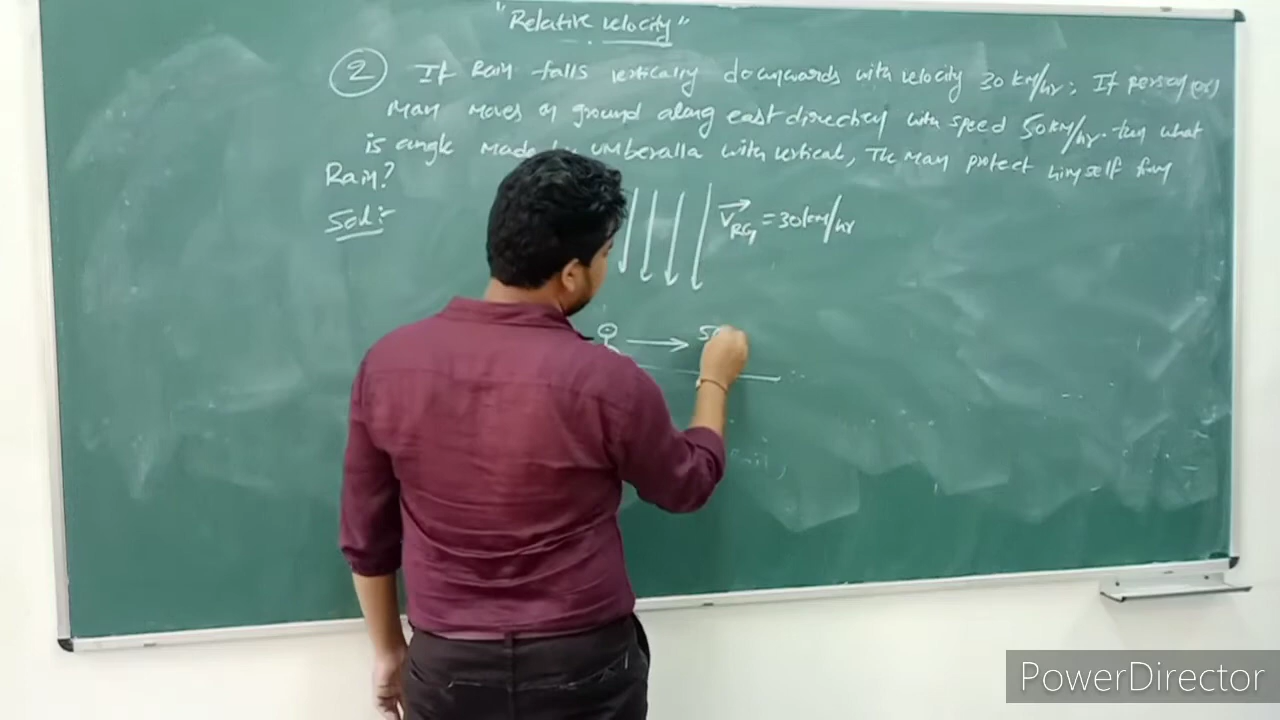 "Relative velocity"
2 If Rain falls vertically downwards with velocity 30 km/hr; If person (or)
Man moves on ground along east direction with speed 50 km/hr. then what
is angle made by umberalla with vertical, The man protect himself from
Rain?
Sol:-
V RG = 30 km/hr
50
PowerDirector